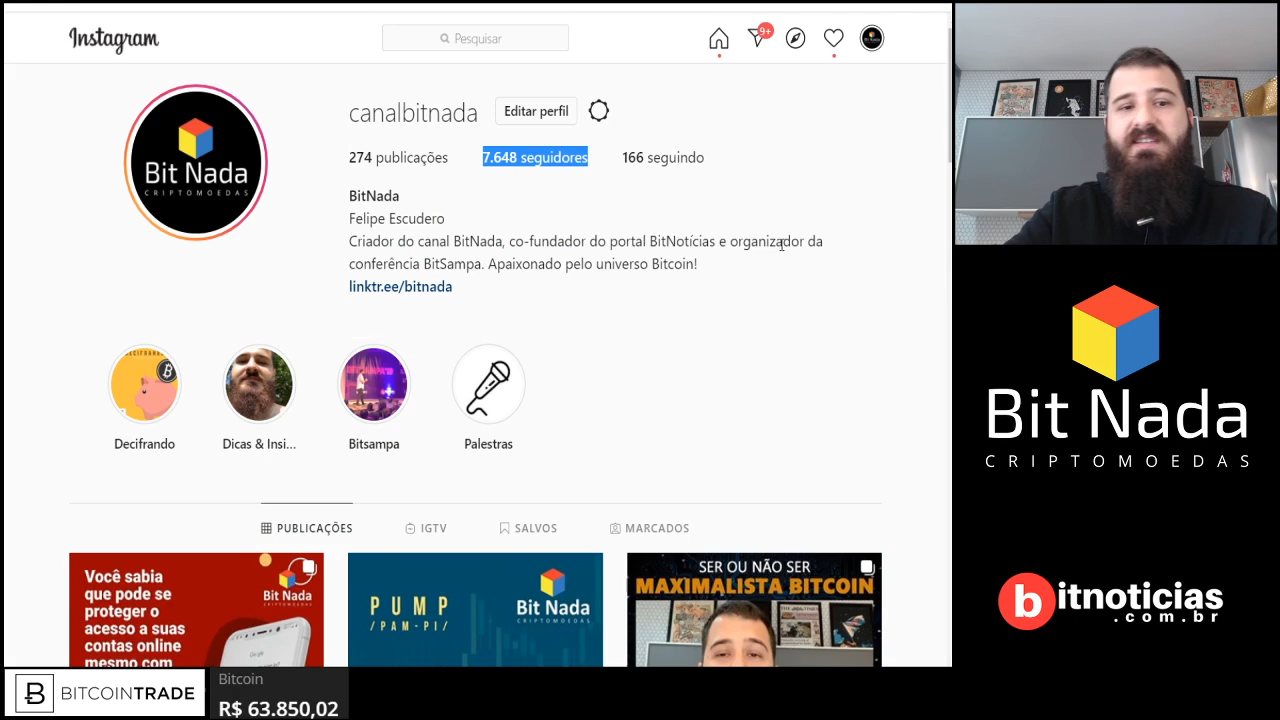 Instagram
Pesquisar
9+
canalbitnada
Editar perfil
274 publicações
7.648 seguidores
166 seguindo
BitNada
Felipe Escudero
Criador do canal BitNada, co-fundador do portal BitNotícias e organizador da
conferência BitSampa. Apaixonado pelo universo Bitcoin!
linktr.ee/bitnada
Bit Nada
CRIPTOMOEDAS
Decifrando
Dicas & Insi...
Bitsampa
Palestras
PUBLICAÇÕES
IGTV
SALVOS
MARCADOS
Você sabia
que pode se
proteger o
acesso a suas
contas online
mesmo com
Bit Nada
CRIPTOMOEDAS
PUMP
/PAM-PI/
Bit Nada
CRIPTOMOEDAS
SER OU NÃO SER
MAXIMALISTA BITCOIN
Bit Nada
CRIPTOMOEDAS
bitnoticias
.com.br
BITCOINTRADE
Bitcoin
R$ 63.850,02